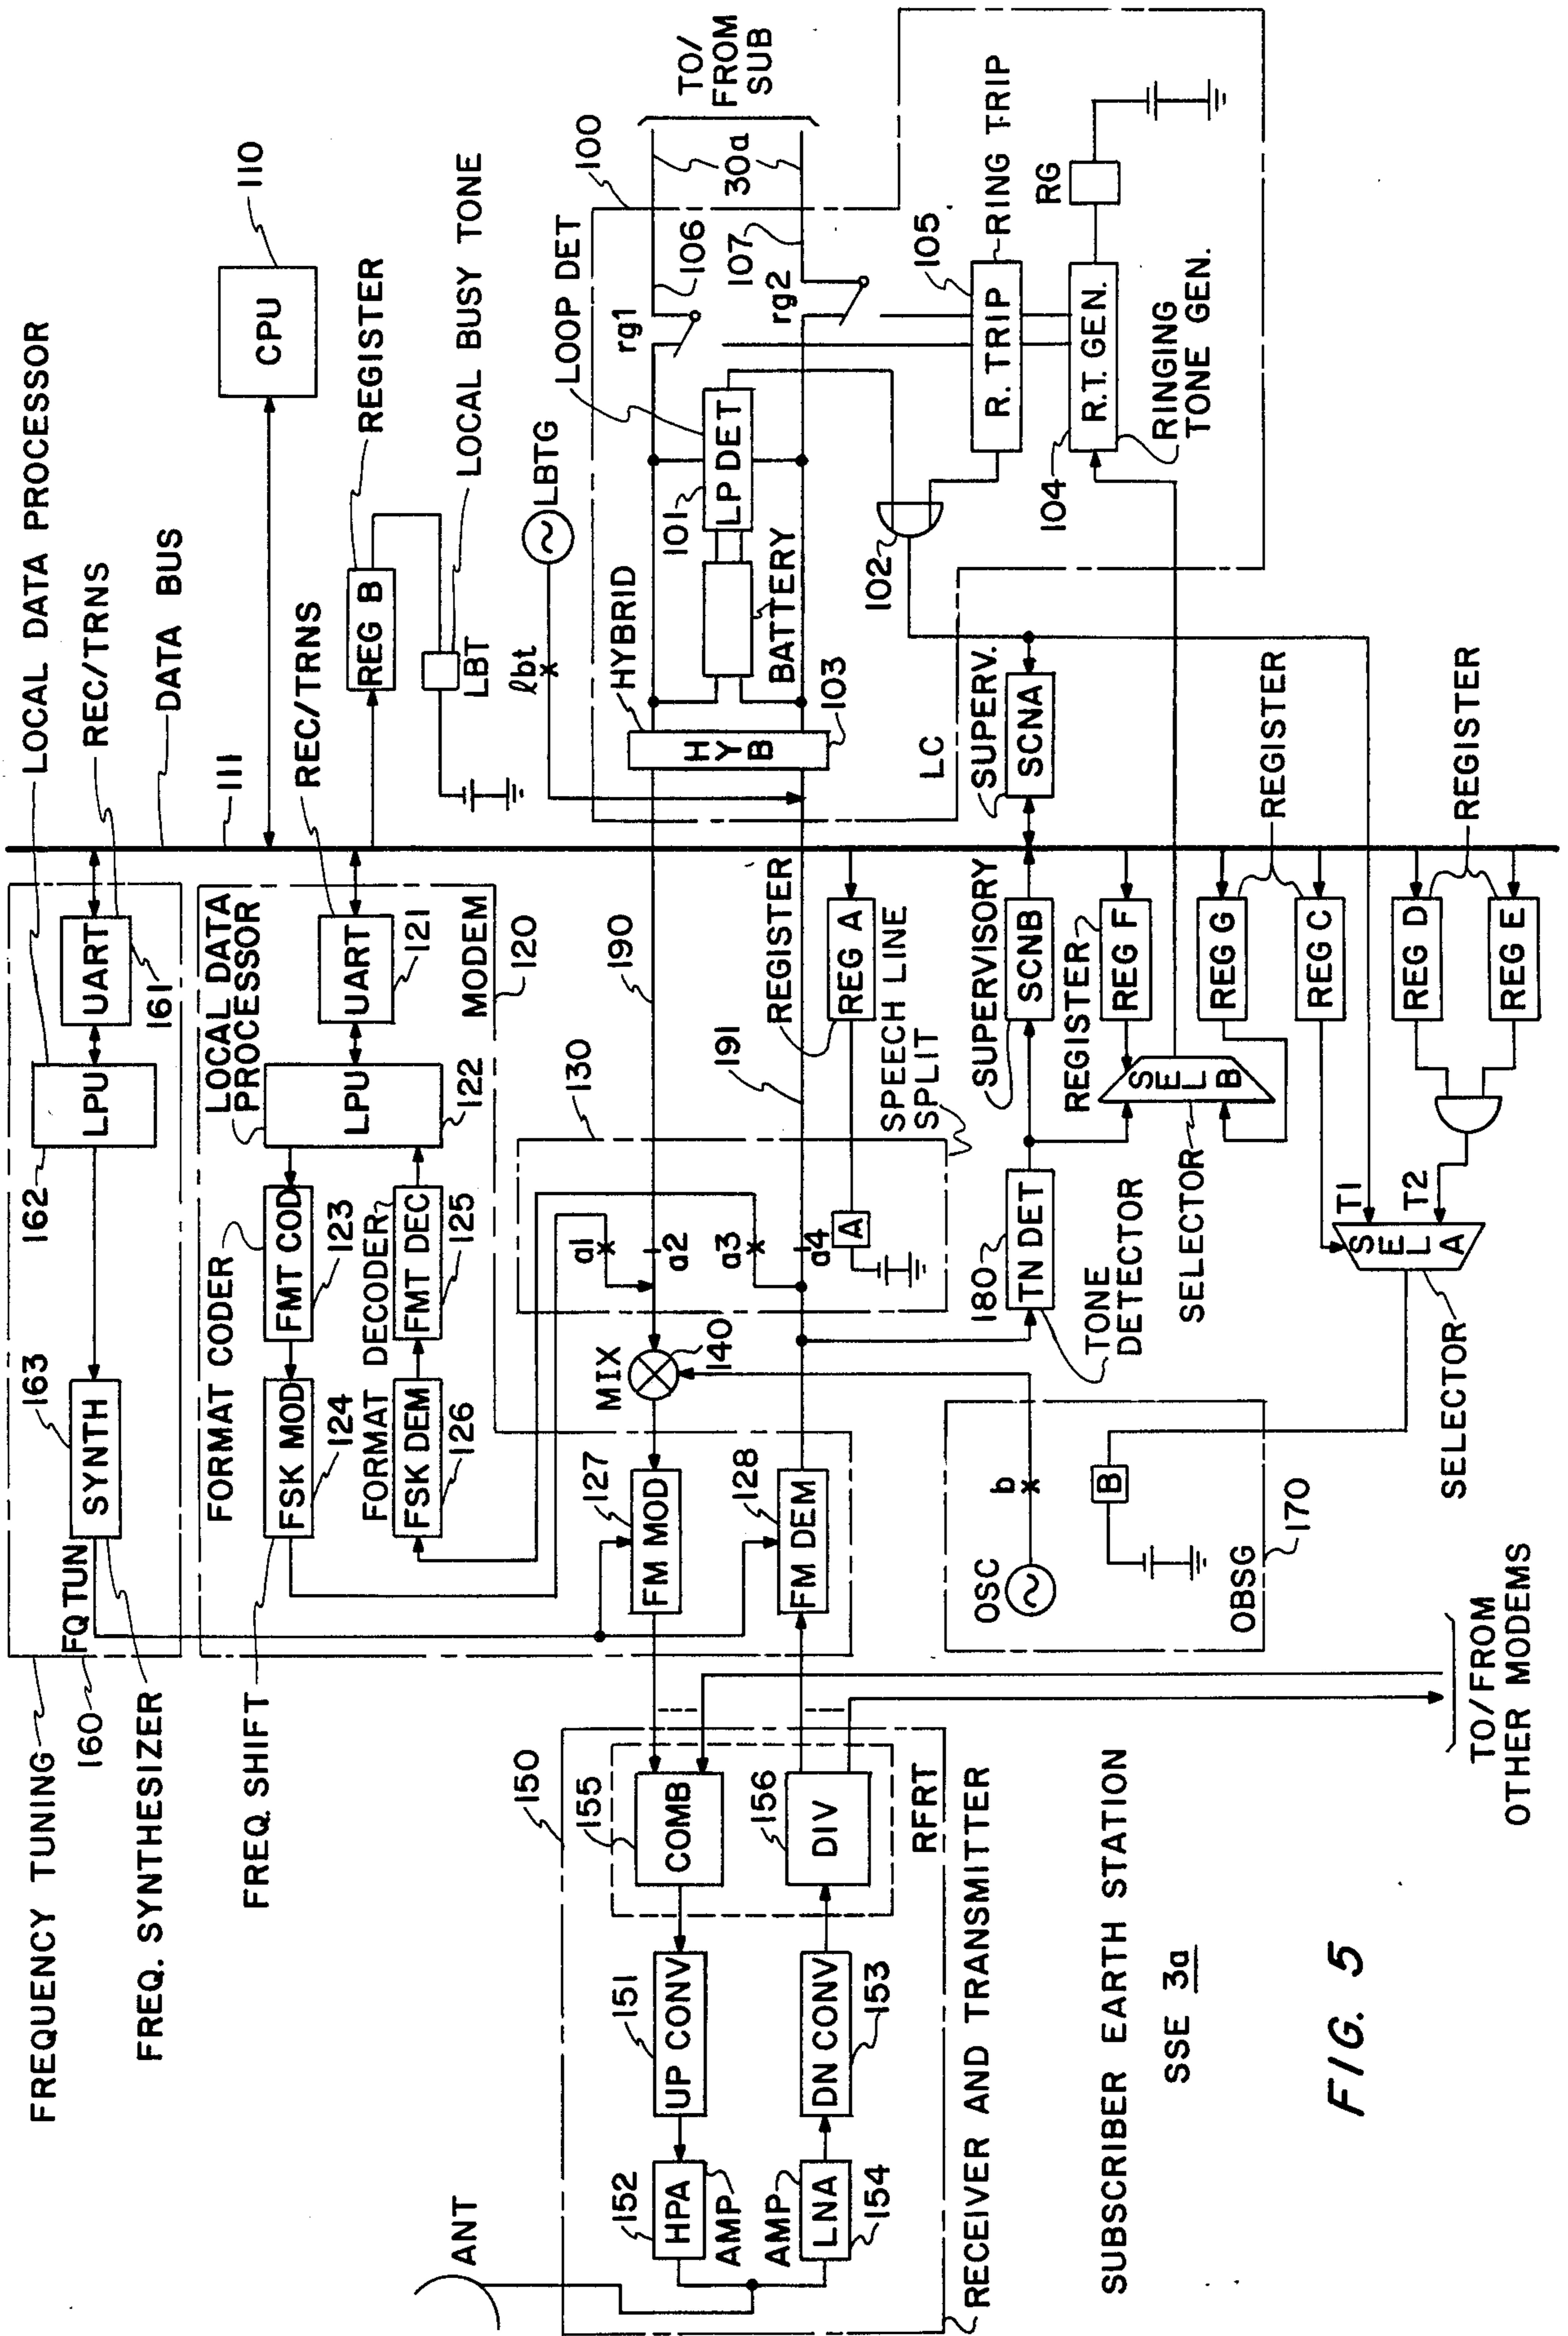 FREQUENCY TUNING
160
FREQ. SYNTHESIZER
FQ TUN
163
SYNTH
162
LPU
UART
161
LOCAL DATA PROCESSOR
REC/TRNS
DATA BUS
111
CPU
110
FREQ. SHIFT
FORMAT CODER
FSK MOD
124
FMT COD
123
LOCAL DATA
PROCESSOR
LPU
122
UART
121
REC/TRNS
FORMAT DECODER
FSK DEM
126
FMT DEC
125
MODEM
120
REG B
REGISTER
LBT
LOCAL BUSY TONE
lbt
LBTG
ANT
150
152
HPA
AMP
UP CONV
151
155
COMB
127
FM MOD
MIX
140
130
a1
a2
190
HYBRID
HYB
103
BATTERY
101
LP DET
LOOP DET
100
rg1
106
30a
TO/
FROM
SUB
AMP
LNA
154
DN CONV
153
156
DIV
RFRT
128
FM DEM
a3
a4
191
A
REGISTER
REG A
SPEECH LINE
SPLIT
LC
rg2
107
102
R. TRIP
105
RING TRIP
104
R.T. GEN.
RINGING
TONE GEN.
RG
RECEIVER AND TRANSMITTER
OSC
b
B
OBSG
170
180
TN DET
TONE
DETECTOR
SUPERVISORY
SCNB
SUPERV.
SCNA
REGISTER
REG F
SEL B
SELECTOR
REG G
REG C
REGISTER
REG D
REG E
REGISTER
T1
T2
SEL A
SELECTOR
TO/FROM
OTHER MODEMS
SUBSCRIBER EARTH STATION
SSE 3a
FIG. 5